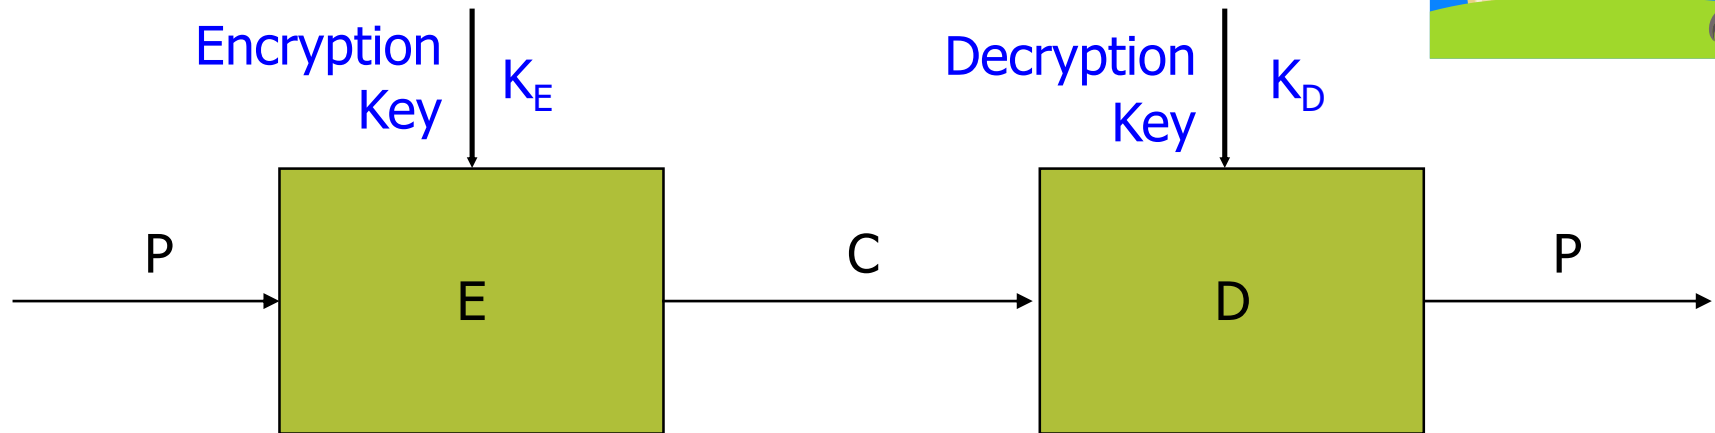 Encryption
Key
K_E
Decryption
Key
K_D
P
E
C
D
P